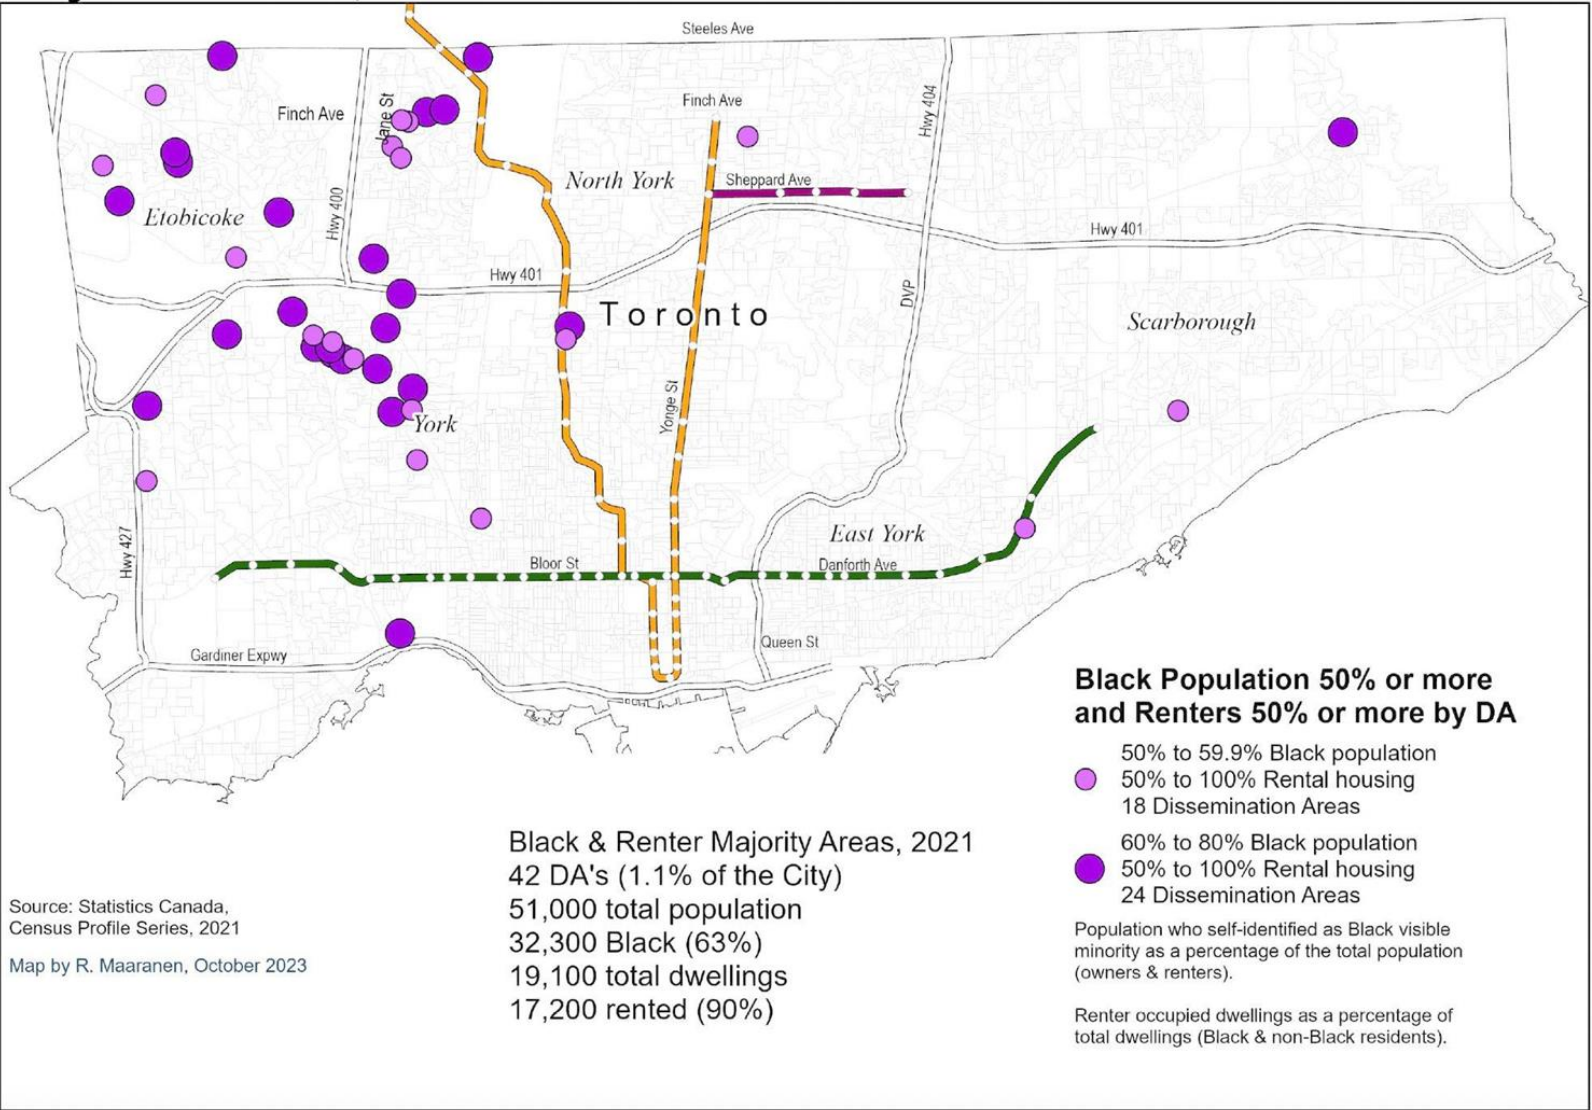 Steeles Ave
Finch Ave
Jane St
Finch Ave
Hwy 404
North York
Sheppard Ave
Etobicoke
Hwy 400
Hwy 401
Hwy 401
DVP
Toronto
Scarborough
Yonge St
York
Hwy 427
East York
Bloor St
Danforth Ave
Queen St
Gardiner Expwy
Black Population 50% or more
and Renters 50% or more by DA
50% to 59.9% Black population
50% to 100% Rental housing
18 Dissemination Areas
60% to 80% Black population
50% to 100% Rental housing
24 Dissemination Areas
Population who self-identified as Black visible
minority as a percentage of the total population
(owners & renters).
Renter occupied dwellings as a percentage of
total dwellings (Black & non-Black residents).
Black & Renter Majority Areas, 2021
42 DA's (1.1% of the City)
51,000 total population
32,300 Black (63%)
19,100 total dwellings
17,200 rented (90%)
Source: Statistics Canada,
Census Profile Series, 2021
Map by R. Maaranen, October 2023